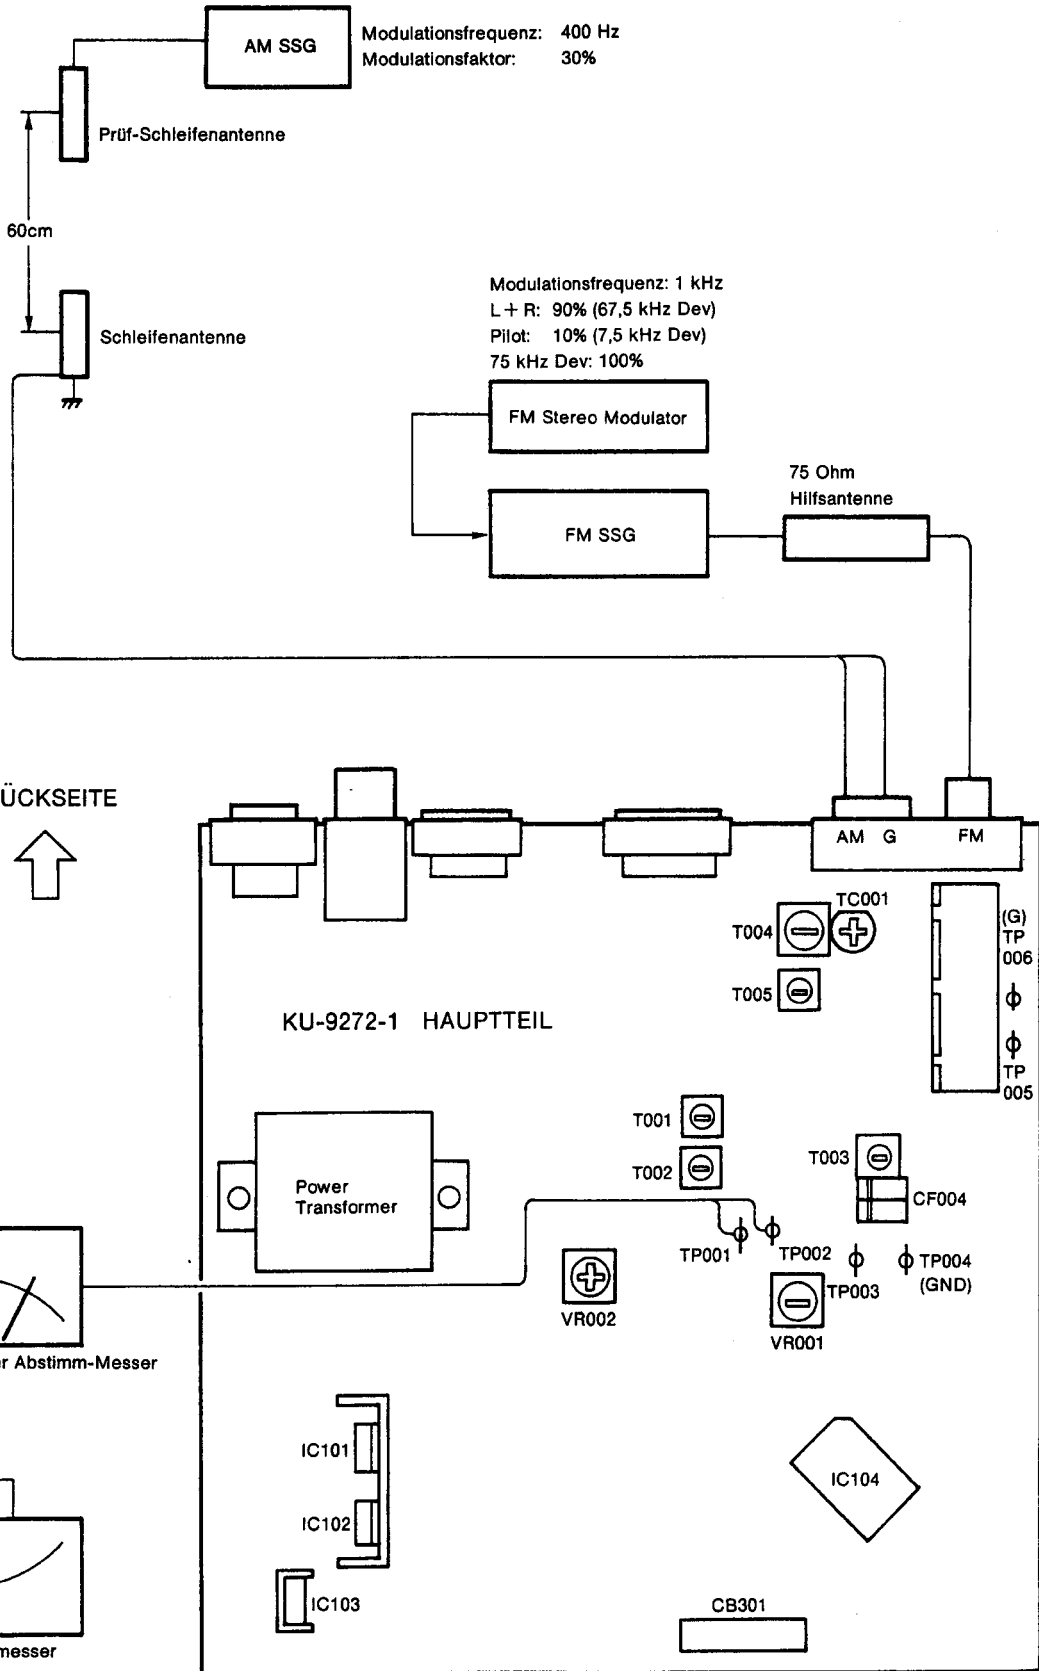 AM SSG
Modulationsfrequenz: 400 Hz
Modulationsfaktor: 30%
Prüf-Schleifenantenne
60cm
Schleifenantenne
Modulationsfrequenz: 1 kHz
L + R: 90% (67,5 kHz Dev)
Pilot: 10% (7,5 kHz Dev)
75 kHz Dev: 100%
FM Stereo Modulator
FM SSG
75 Ohm
Hilfsantenne
ÜCKSEITE
AM G FM
T004
TC001
T005
(G)
TP
006
TP
005
KU-9272-1 HAUPTTEIL
T001
T002
T003
CF004
Power
Transformer
TP001
TP002
TP003
TP004
(GND)
VR002
VR001
r Abstimm-Messer
IC101
IC102
IC103
IC104
CB301
messer